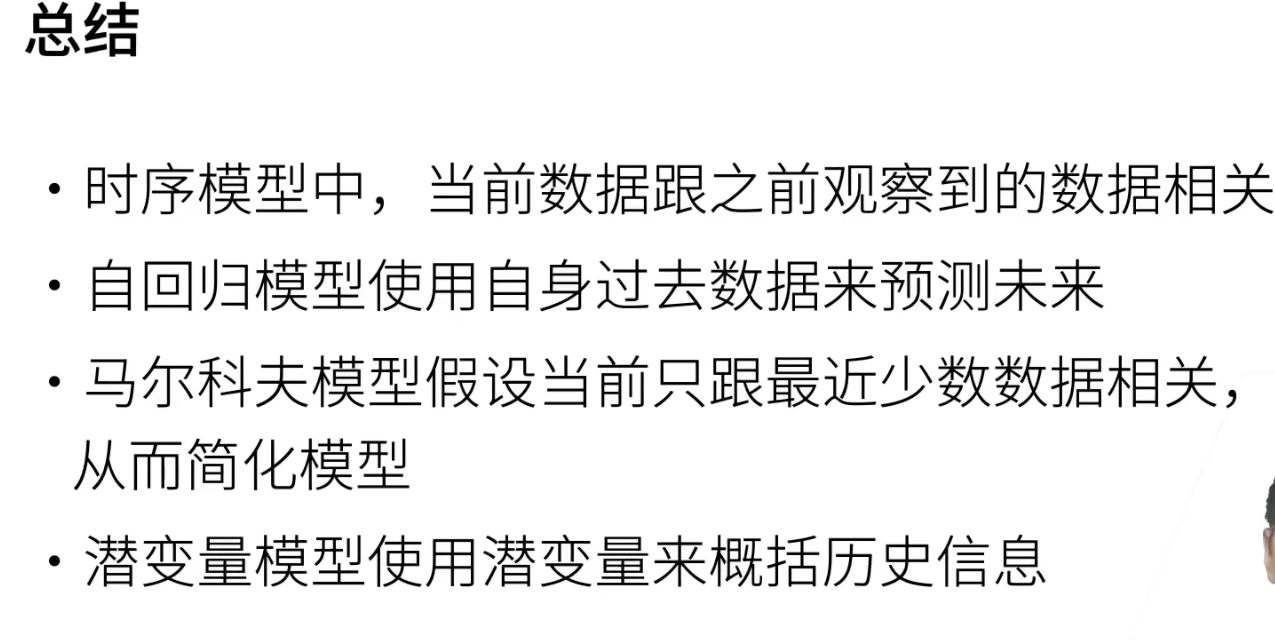 总结
• 时序模型中，当前数据跟之前观察到的数据相关
• 自回归模型使用自身过去数据来预测未来
• 马尔科夫模型假设当前只跟最近少数数据相关，
从而简化模型
• 潜变量模型使用潜变量来概括历史信息